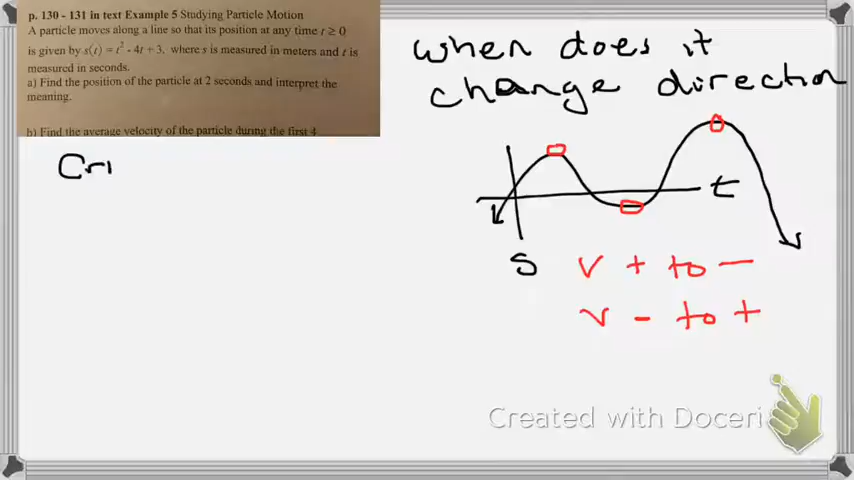 p. 130 - 131 in text Example 5 Studying Particle Motion
A particle moves along a line so that its position at any time t ≥ 0
is given by s(t) = t² - 4t + 3, where s is measured in meters and t is
measured in seconds.
a) Find the position of the particle at 2 seconds and interpret the
meaning.
b) Find the average velocity of the particle during the first 4
when does it
change direction
Cri
t
s
v + to -
v - to +
Created with Doceri